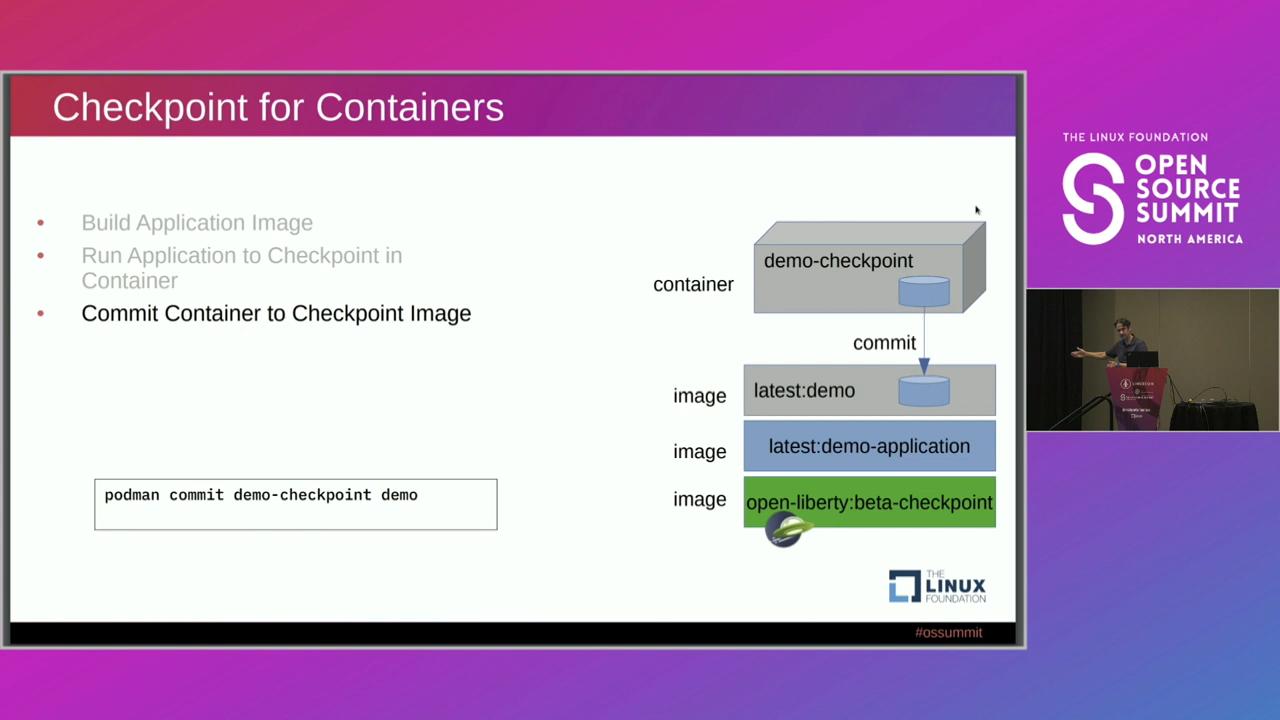 Checkpoint for Containers
• Build Application Image
• Run Application to Checkpoint in
Container
• Commit Container to Checkpoint Image
podman commit demo-checkpoint demo
container
demo-checkpoint
commit
image
latest:demo
image
latest:demo-application
image
open-liberty:beta-checkpoint
THE
LINUX
FOUNDATION
#ossummit
THE LINUX FOUNDATION
OPEN
SOURCE
SUMMIT
NORTH AMERICA